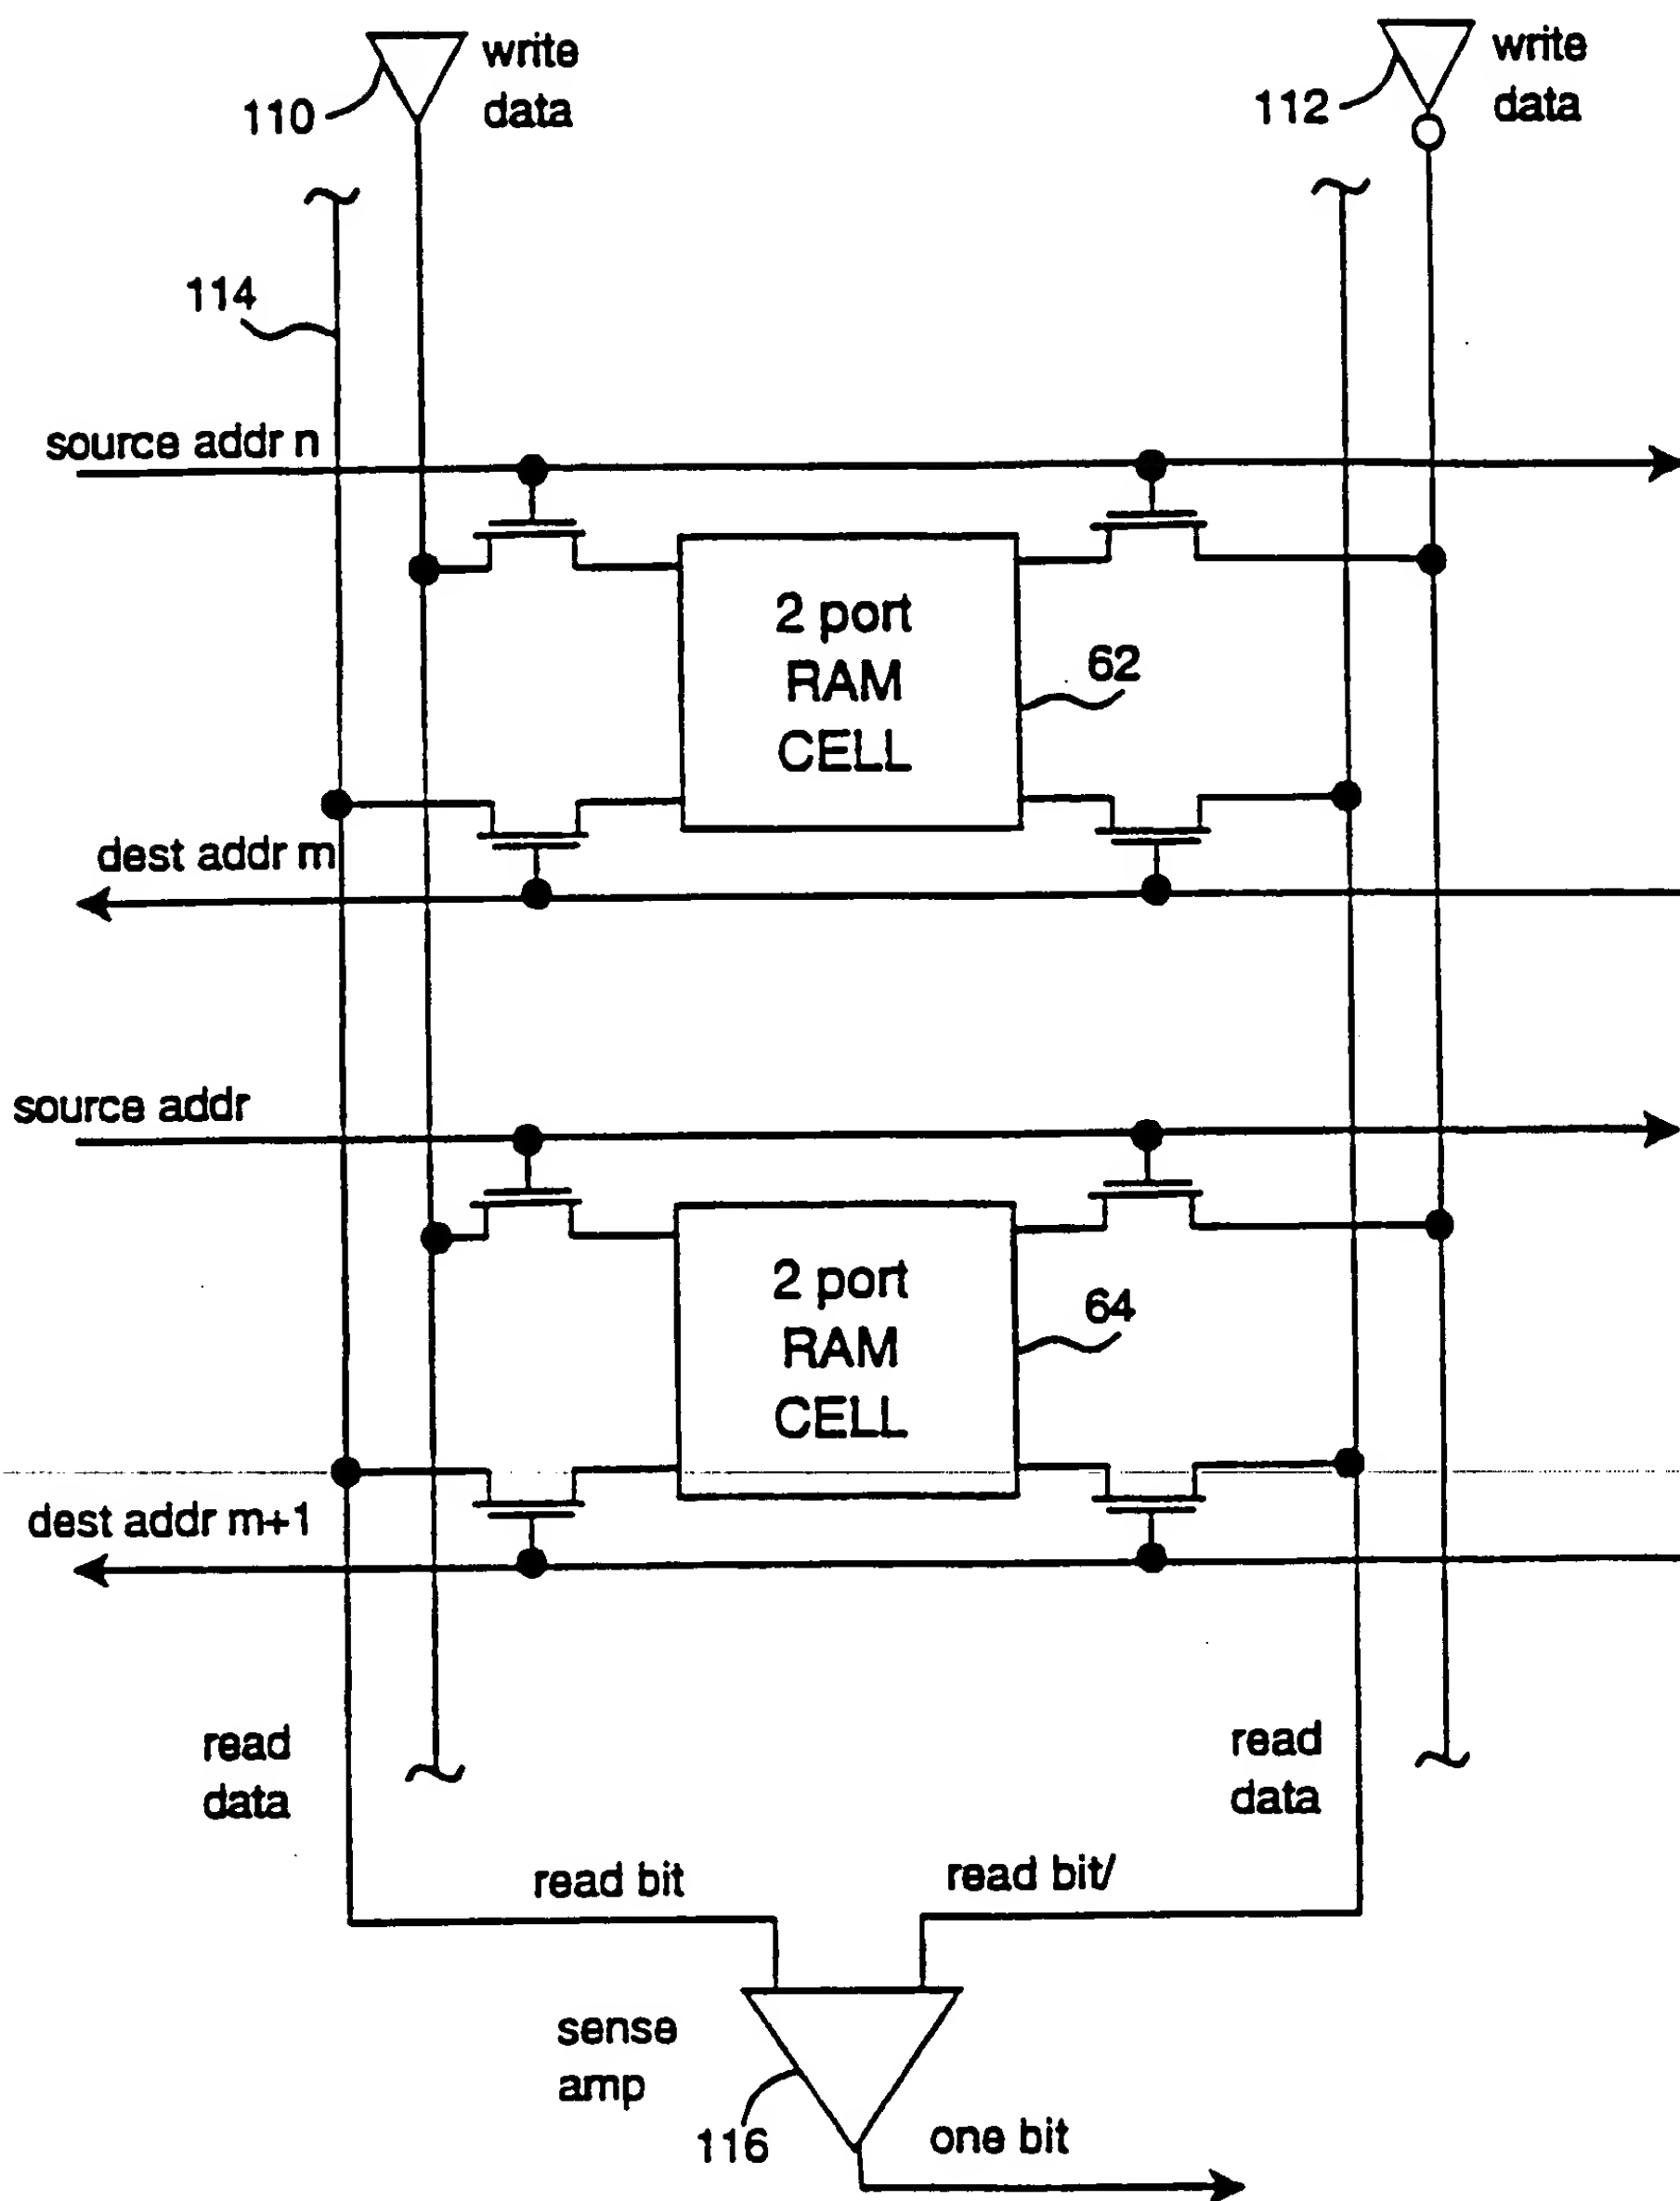 write
data
110
write
data
112
114
source addr n
2 port
RAM
CELL
62
dest addr m
source addr
2 port
RAM
CELL
64
dest addr m+1
read
data
read
data
read bit
read bit/
sense
amp
116
one bit